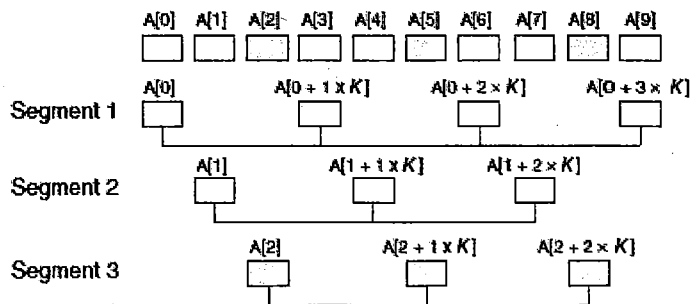 A[0] A[1] A[2] A[3] A[4] A[5] A[6] A[7] A[8] A[9]
A[0] A[0 + 1 x K] A[0 + 2 × K] A[0 + 3 × K]
Segment 1
A[1] A[1 + 1 x K] A[1 + 2 × K]
Segment 2
A[2] A[2 + 1 × K] A[2 + 2 × K]
Segment 3